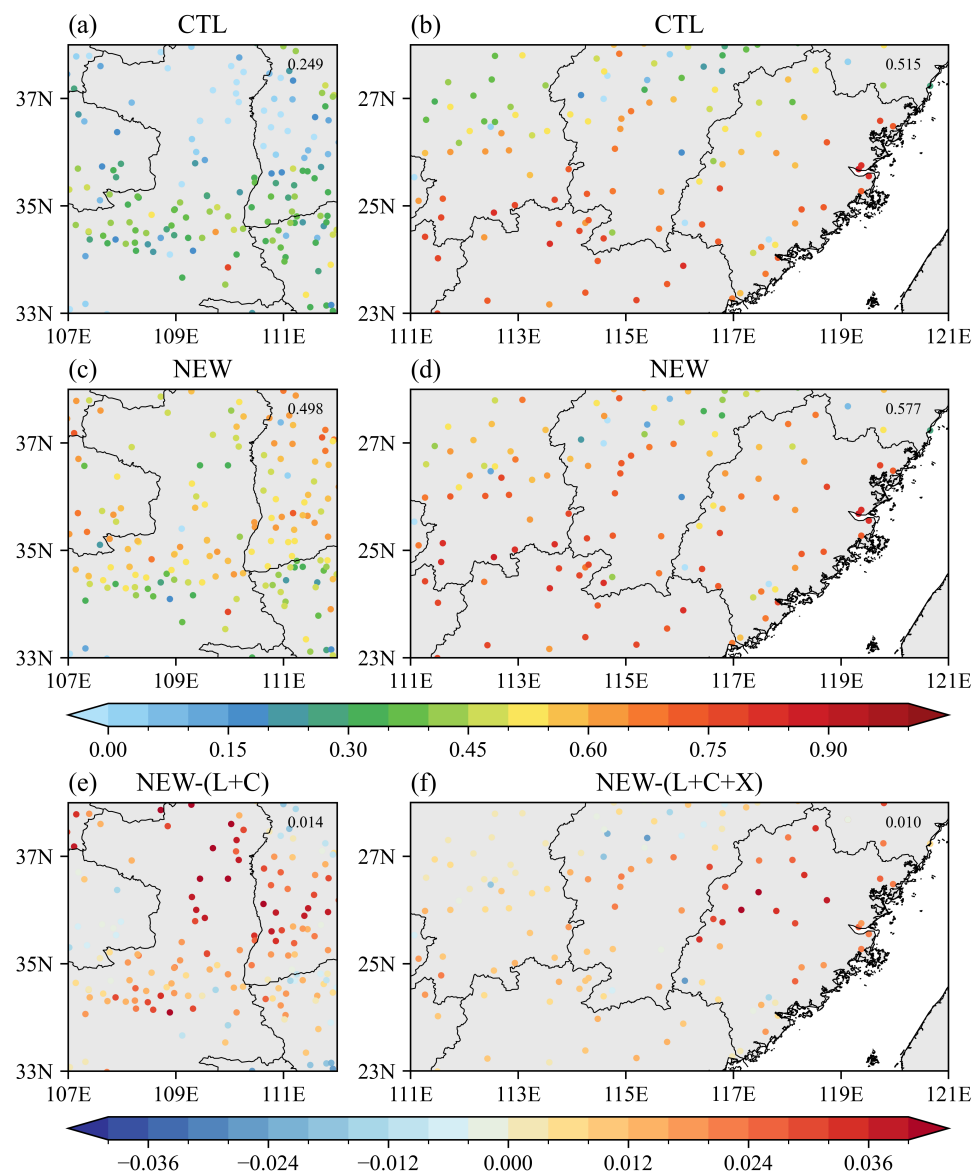 (a) CTL
(b) CTL
0.249
0.515
37N
35N
33N
107E 109E 111E
27N
25N
23N
111E 113E 115E 117E 119E 121E
(c) NEW
(d) NEW
0.498
0.577
37N
35N
33N
107E 109E 111E
27N
25N
23N
111E 113E 115E 117E 119E 121E
0.00 0.15 0.30 0.45 0.60 0.75 0.90
(e) NEW-(L+C)
(f) NEW-(L+C+X)
0.014
0.010
37N
35N
33N
107E 109E 111E
27N
25N
23N
111E 113E 115E 117E 119E 121E
−0.036 −0.024 −0.012 0.000 0.012 0.024 0.036